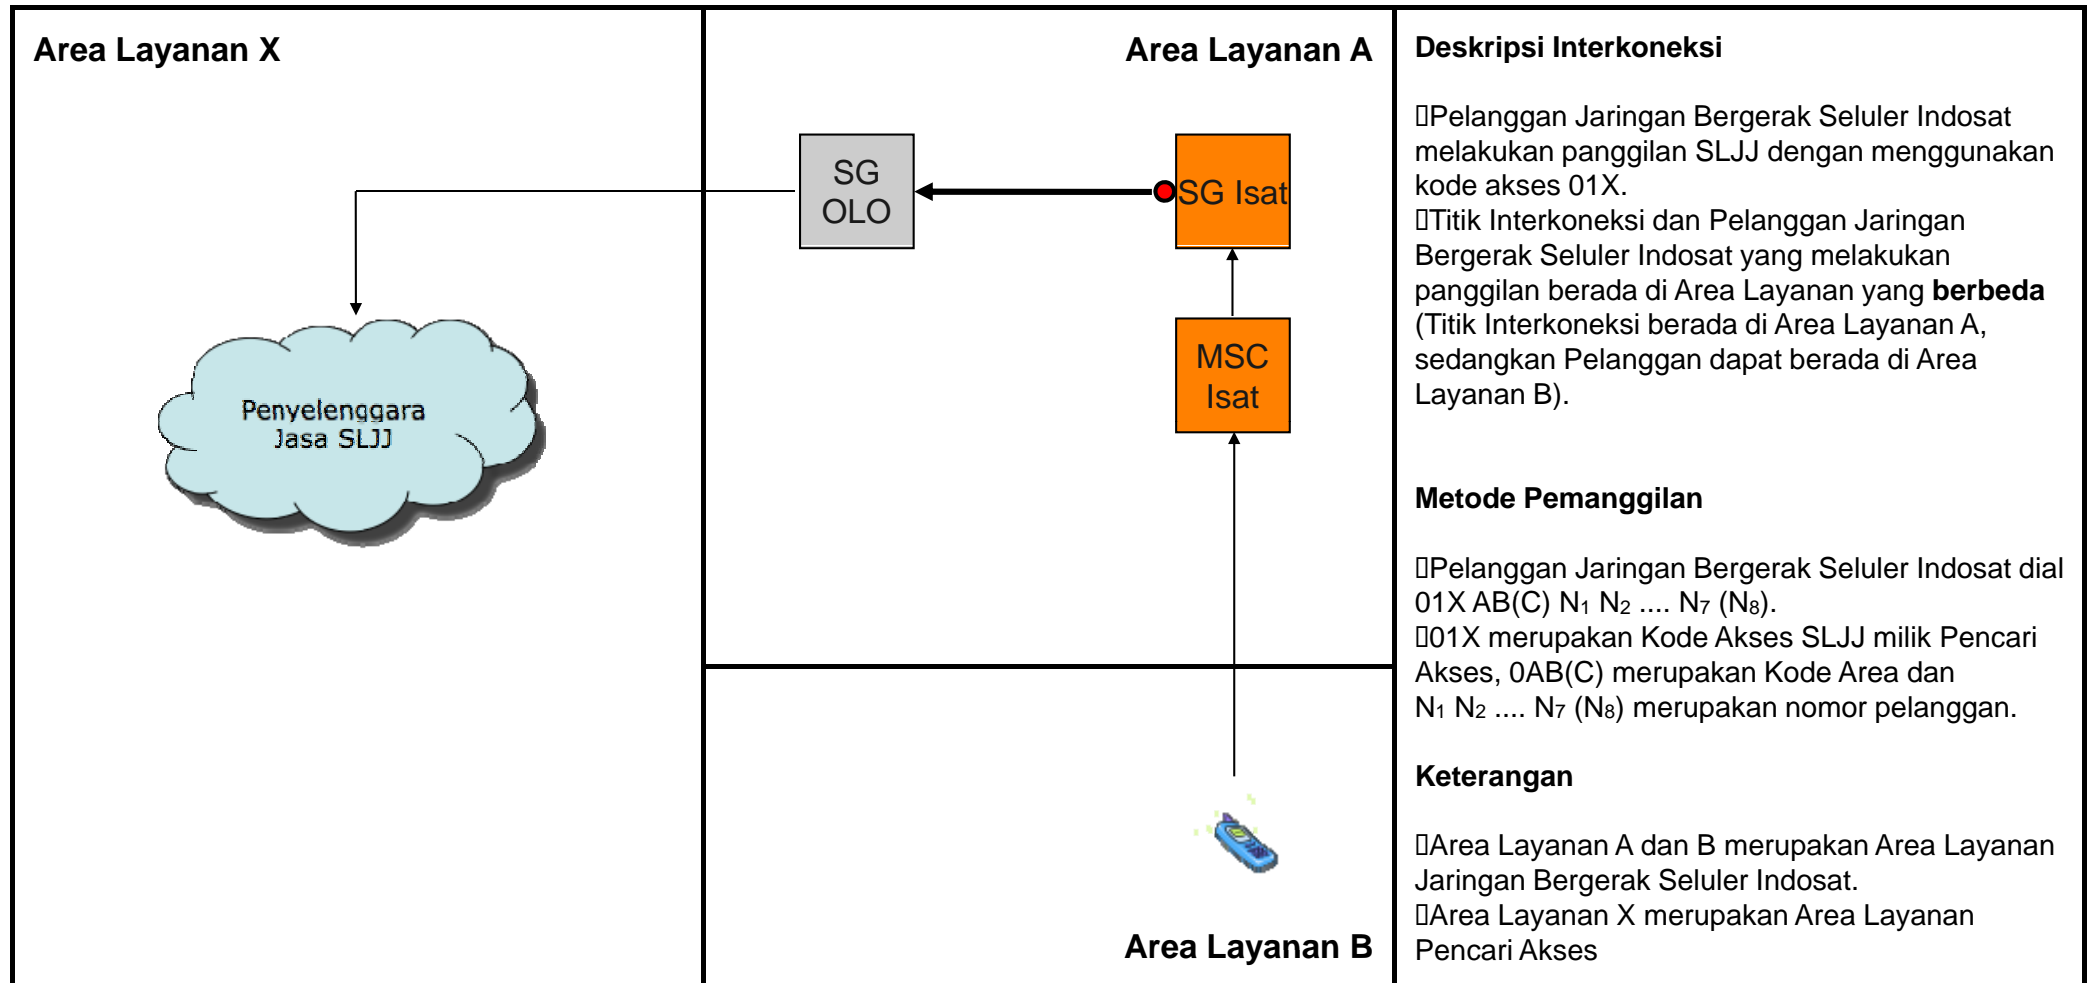 Area Layanan X
Penyelenggara
Jasa SLJJ
Area Layanan A
SG
OLO
SG Isat
MSC
Isat
Area Layanan B
Deskripsi Interkoneksi
Pelanggan Jaringan Bergerak Seluler Indosat
melakukan panggilan SLJJ dengan menggunakan
kode akses 01X.
Titik Interkoneksi dan Pelanggan Jaringan
Bergerak Seluler Indosat yang melakukan
panggilan berada di Area Layanan yang berbeda
(Titik Interkoneksi berada di Area Layanan A,
sedangkan Pelanggan dapat berada di Area
Layanan B).
Metode Pemanggilan
Pelanggan Jaringan Bergerak Seluler Indosat dial
01X AB(C) N₁ N₂ .... N₇ (N₈).
01X merupakan Kode Akses SLJJ milik Pencari
Akses, 0AB(C) merupakan Kode Area dan
N₁ N₂ .... N₇ (N₈) merupakan nomor pelanggan.
Keterangan
Area Layanan A dan B merupakan Area Layanan
Jaringan Bergerak Seluler Indosat.
Area Layanan X merupakan Area Layanan
Pencari Akses